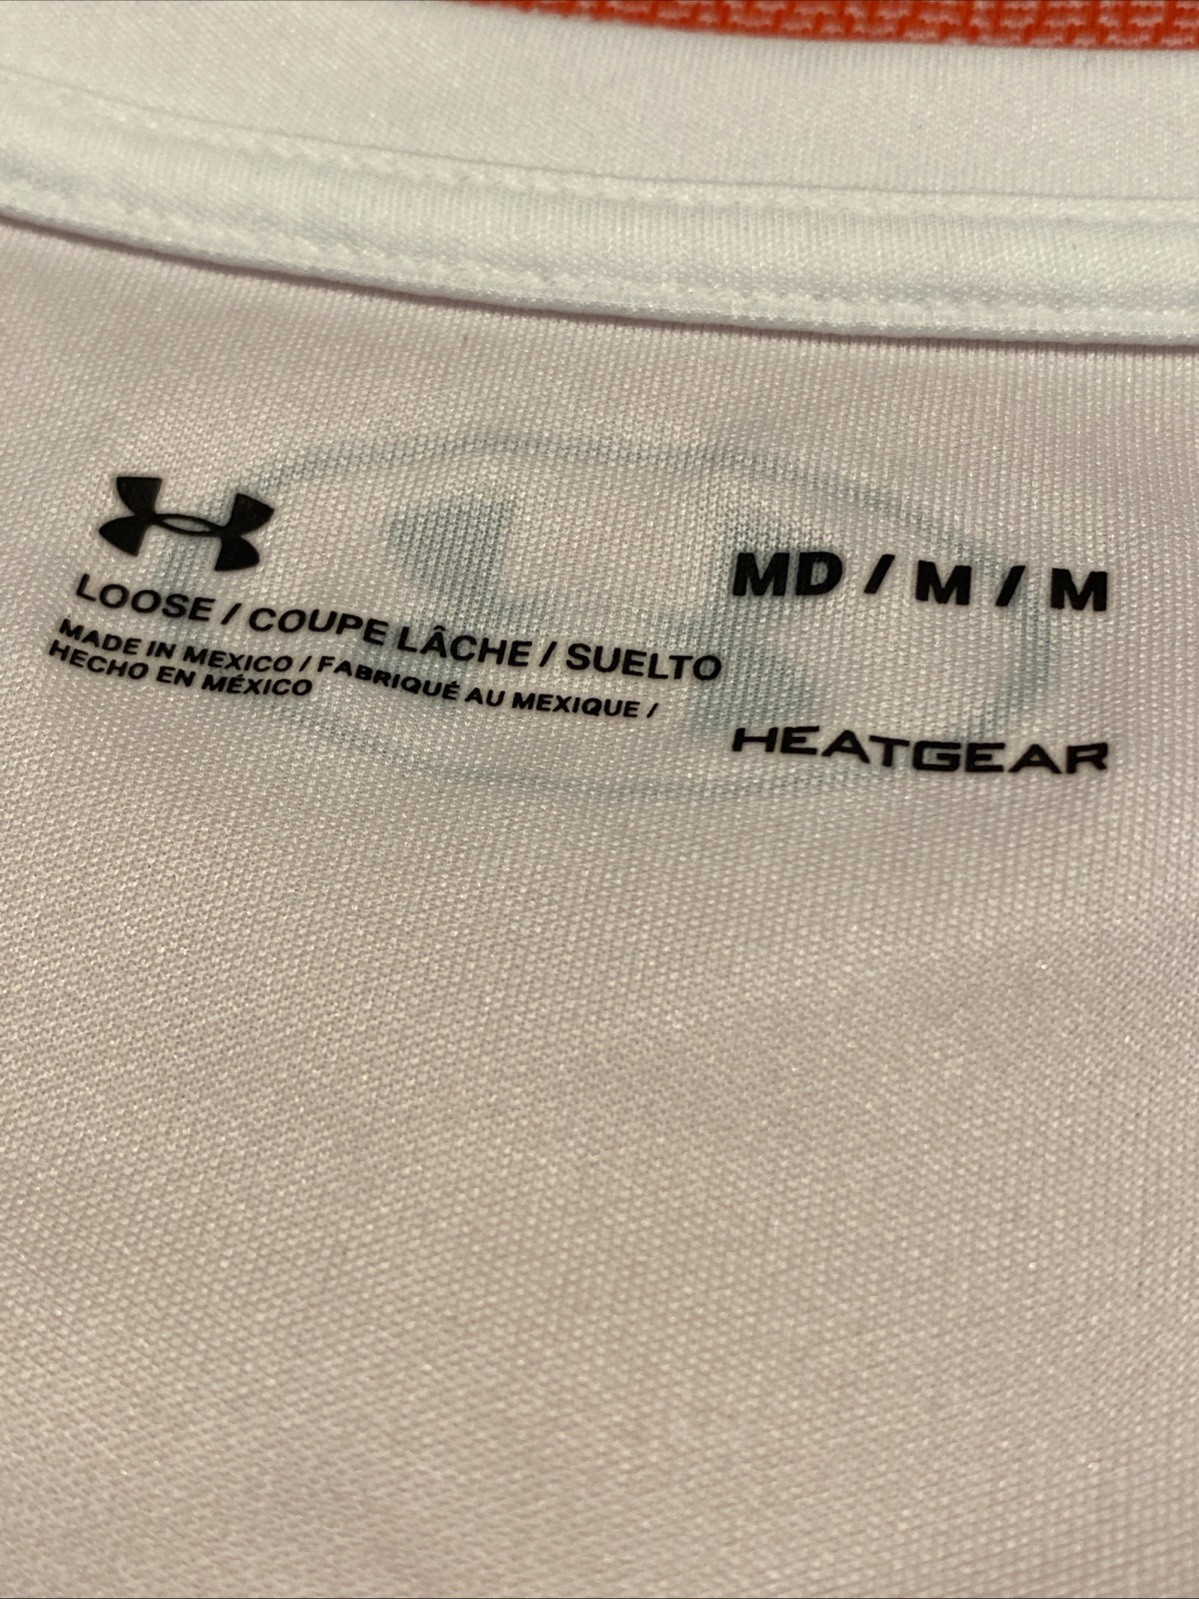 LOOSE / COUPE LÂCHE / SUELTO
MADE IN MEXICO / FABRIQUÉ AU MEXIQUE /
HECHO EN MÉXICO
MD / M / M
HEATGEAR